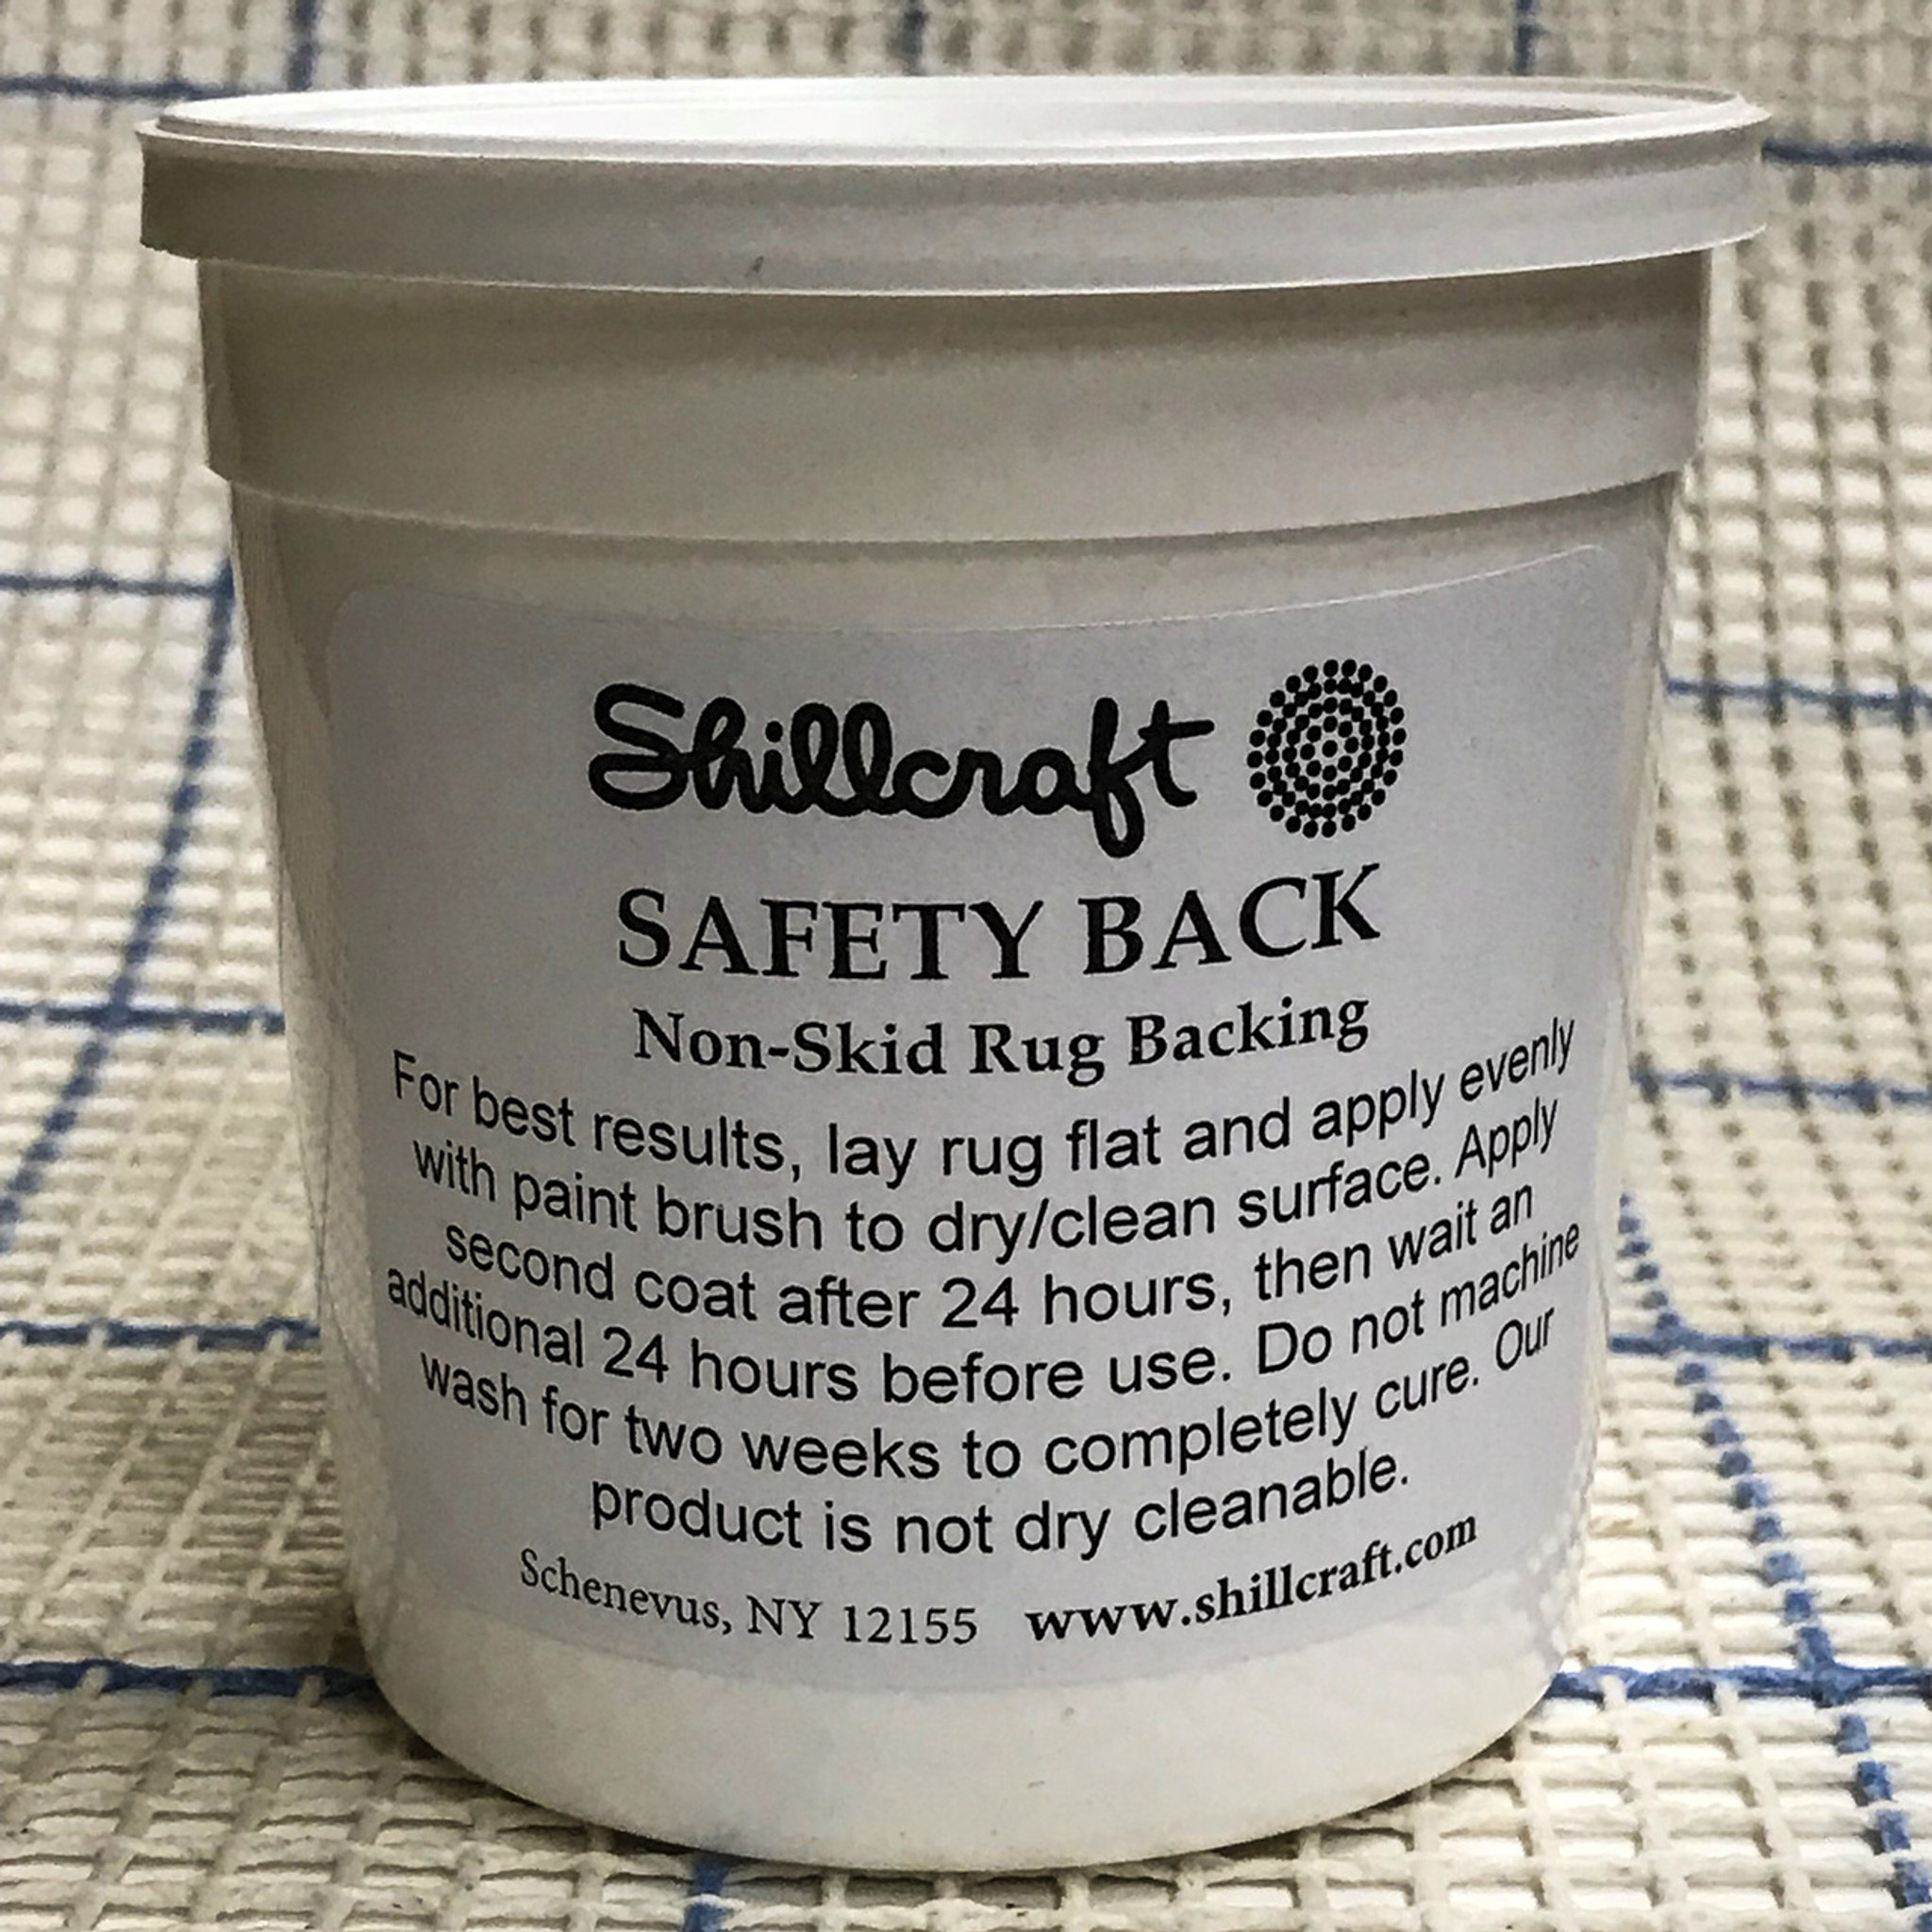 Shillcraft
SAFETY BACK
Non-Skid Rug Backing
For best results, lay rug flat and apply evenly
with paint brush to dry/clean surface. Apply
second coat after 24 hours, then wait an
additional 24 hours before use. Do not machine
wash for two weeks to completely cure. Our
product is not dry cleanable.
Schenevus, NY 12155 www.shillcraft.com